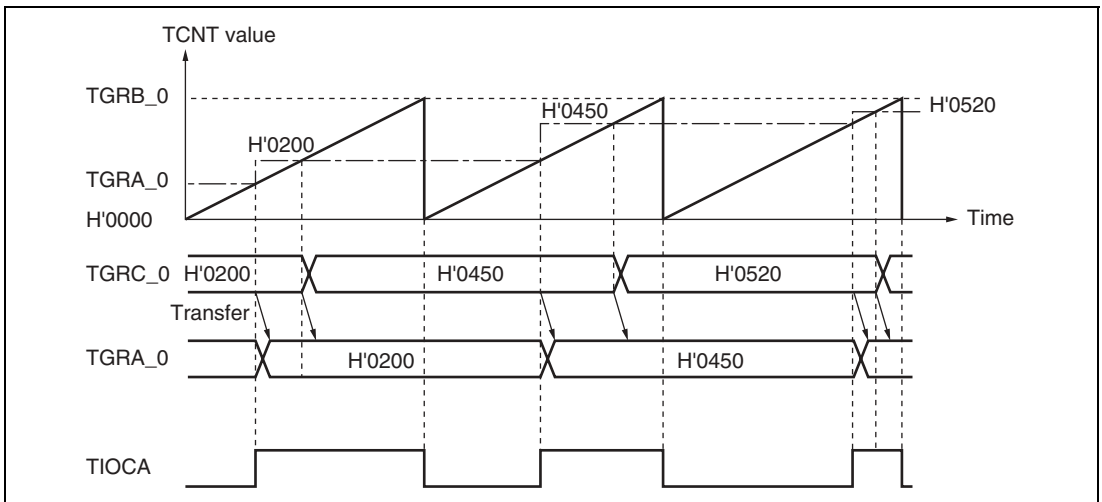 TCNT value
TGRB_0
H'0520
H'0450
H'0200
TGRA_0
H'0000
Time
TGRC_0 H'0200 H'0450 H'0520
Transfer
TGRA_0 H'0200 H'0450
TIOCA